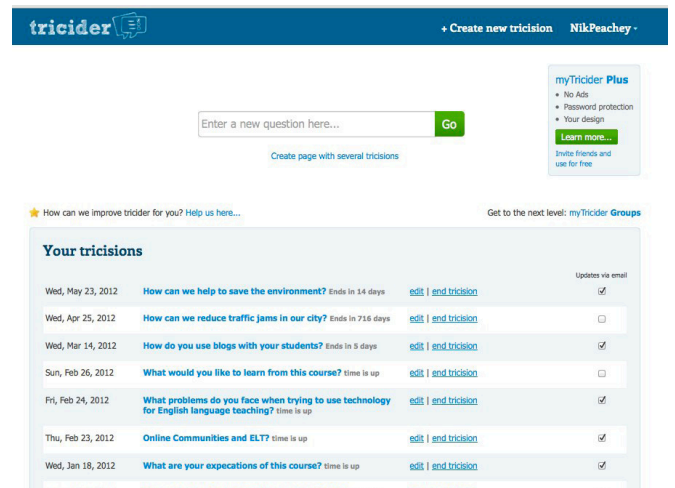 tricider
+ Create new tricision NikPeachey
myTricider Plus
• No Ads
• Password protection
• Your design
Learn more...
Invite friends and
use for free
Enter a new question here... Go
Create page with several tricisions
How can we improve tricider for you? Help us here... Get to the next level: myTricider Groups
Your tricisions
Updates via email
Wed, May 23, 2012 How can we help to save the environment? Ends in 14 days edit | end tricision
Wed, Apr 25, 2012 How can we reduce traffic jams in our city? Ends in 716 days edit | end tricision
Wed, Mar 14, 2012 How do you use blogs with your students? Ends in 5 days edit | end tricision
Sun, Feb 26, 2012 What would you like to learn from this course? time is up edit | end tricision
Fri, Feb 24, 2012 What problems do you face when trying to use technology edit | end tricision
for English language teaching? time is up
Thu, Feb 23, 2012 Online Communities and ELT? time is up edit | end tricision
Wed, Jan 18, 2012 What are your expecations of this course? time is up edit | end tricision